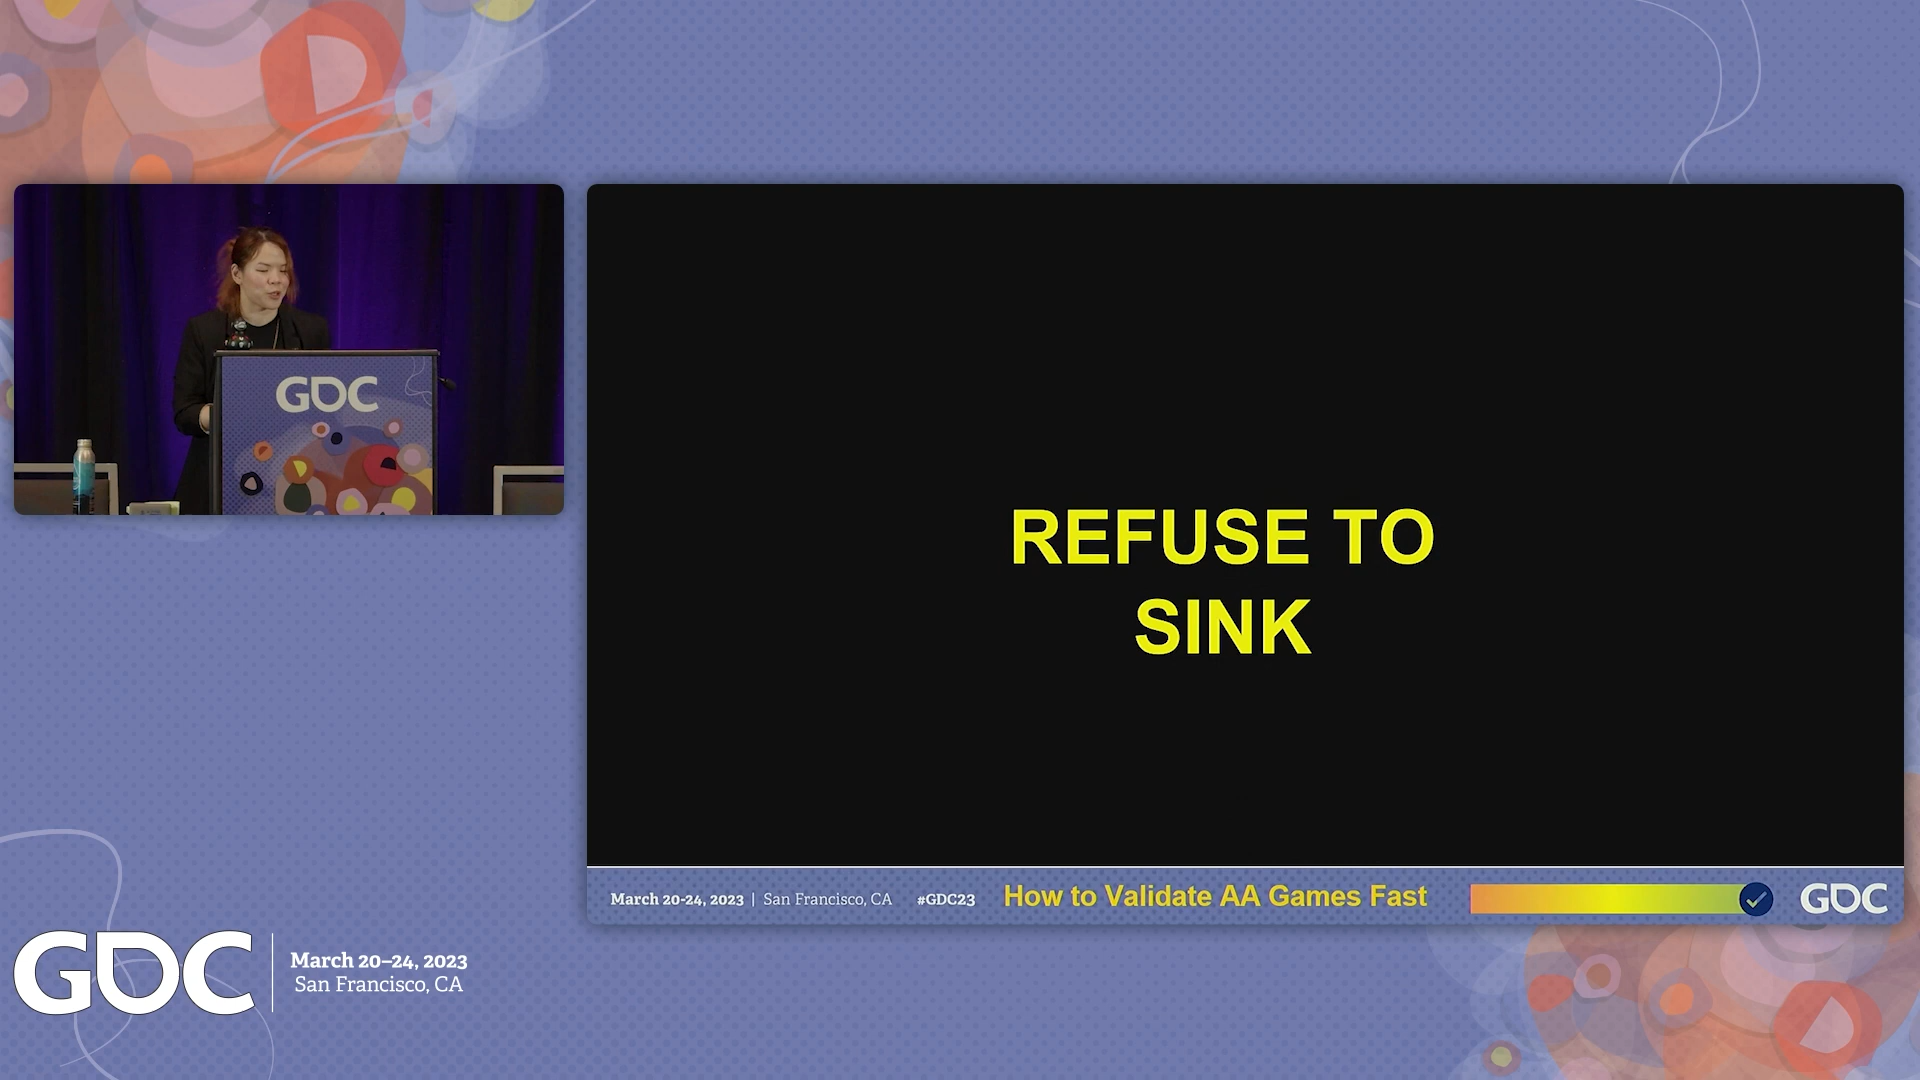 GDC
REFUSE TO
SINK
March 20-24, 2023 | San Francisco, CA #GDC23 How to Validate AA Games Fast GDC
GDC
March 20–24, 2023
San Francisco, CA